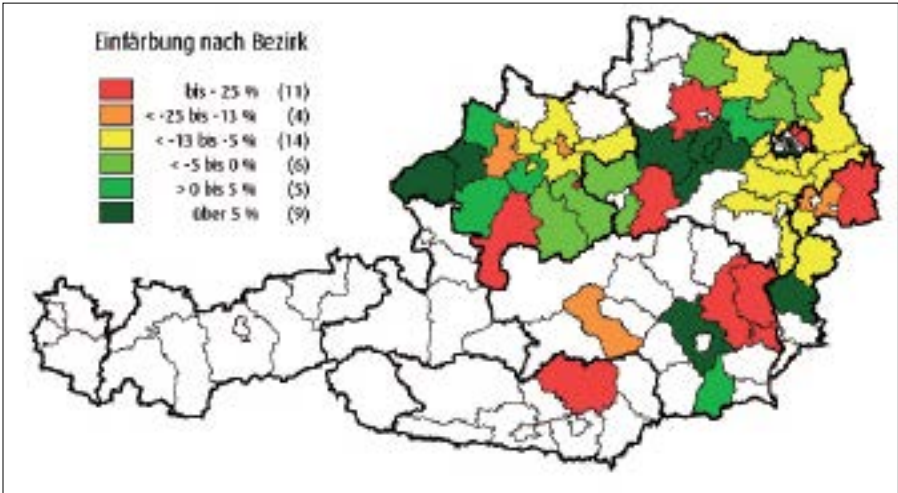 Einfärbung nach Bezirk
bis - 25 % (11)
< -25 bis -13 % (4)
< -13 bis -5 % (14)
< -5 bis 0 % (6)
> 0 bis 5 % (5)
über 5 % (9)